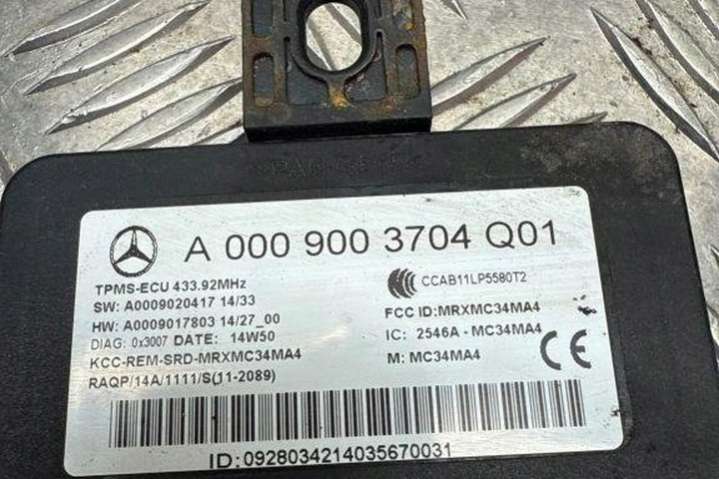 A 000 900 3704 Q01
TPMS-ECU 433.92MHz
SW: A0009020417 14/33
HW: A0009017803 14/27_00
DIAG: 0x3007 DATE: 14W50
KCC-REM-SRD-MRXMC34MA4
RAQP/14A/1111/S(11-2089)
CCAB11LP5580T2
FCC ID:MRXMC34MA4
IC: 2546A - MC34MA4
M: MC34MA4
CE
ID:0928034214035670031